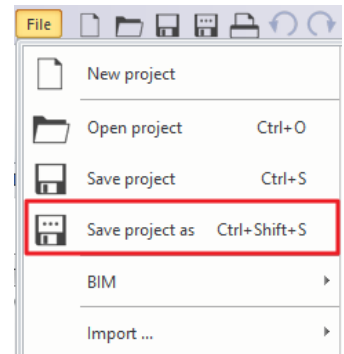 File
New project
Open project Ctrl+O
Save project Ctrl+S
Save project as Ctrl+Shift+S
BIM
Import ...